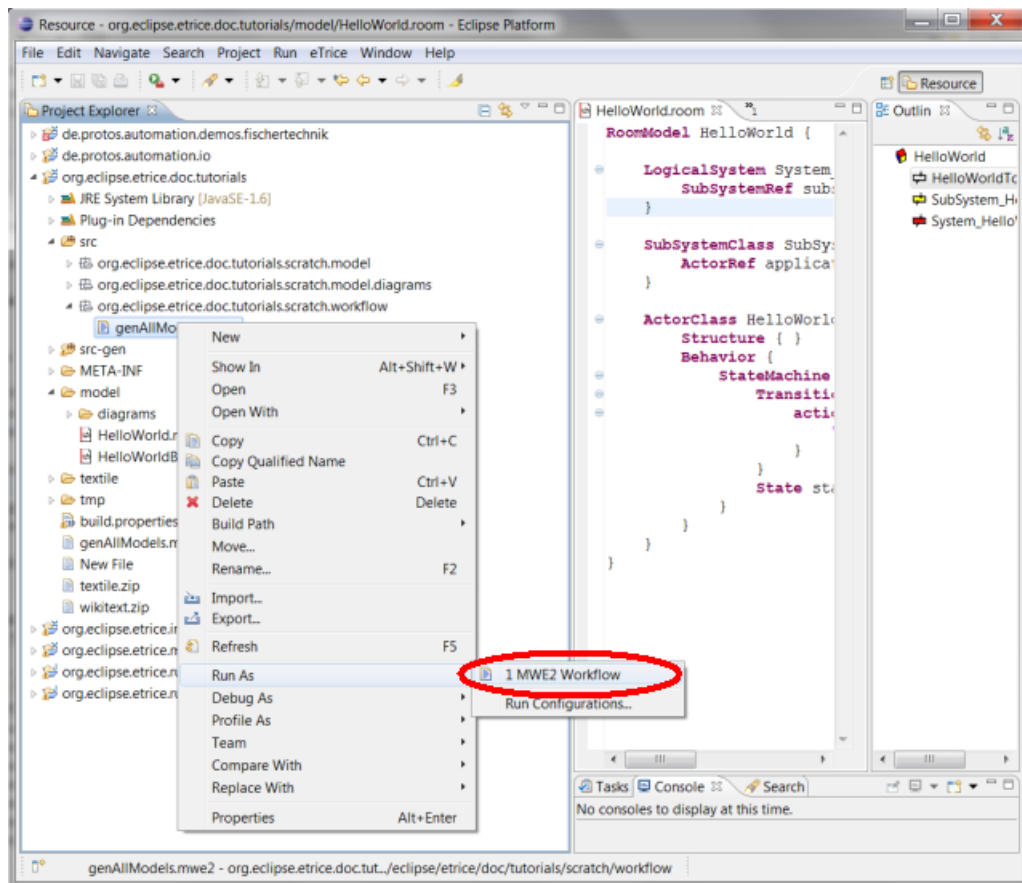 Resource - org.eclipse.etrice.doc.tutorials/model/HelloWorld.room - Eclipse Platform
File Edit Navigate Search Project Run eTrice Window Help
Resource
Project Explorer
de.protos.automation.demos.fischertechnik
de.protos.automation.io
org.eclipse.etrice.doc.tutorials
JRE System Library [JavaSE-1.6]
Plug-in Dependencies
src
org.eclipse.etrice.doc.tutorials.scratch.model
org.eclipse.etrice.doc.tutorials.scratch.model.diagrams
org.eclipse.etrice.doc.tutorials.scratch.workflow
genAllMo
src-gen
META-INF
model
diagrams
HelloWorld.r
HelloWorldB
textile
tmp
build.properties
genAllModels.m
New File
textile.zip
wikitext.zip
org.eclipse.etrice.ir
org.eclipse.etrice.m
org.eclipse.etrice.ru
org.eclipse.etrice.ru
New
Show In Alt+Shift+W
Open F3
Open With
Copy Ctrl+C
Copy Qualified Name
Paste Ctrl+V
Delete Delete
Build Path
Move...
Rename... F2
Import...
Export...
Refresh F5
Run As
Debug As
Profile As
Team
Compare With
Replace With
Properties Alt+Enter
1 MWE2 Workflow
Run Configurations...
HelloWorld.room "1
RoomModel HelloWorld {
LogicalSystem System_
SubSystemRef subs
}
SubSystemClass SubSys
ActorRef applica
}
ActorClass HelloWorld
Structure { }
Behavior {
StateMachine
Transitio
actio
"
}
}
State sta
}
}
}
}
Outlin
HelloWorld
HelloWorldTo
SubSystem_He
System_Hello
Tasks Console Search
No consoles to display at this time.
genAllModels.mwe2 - org.eclipse.etrice.doc.tut.../eclipse/etrice/doc/tutorials/scratch/workflow